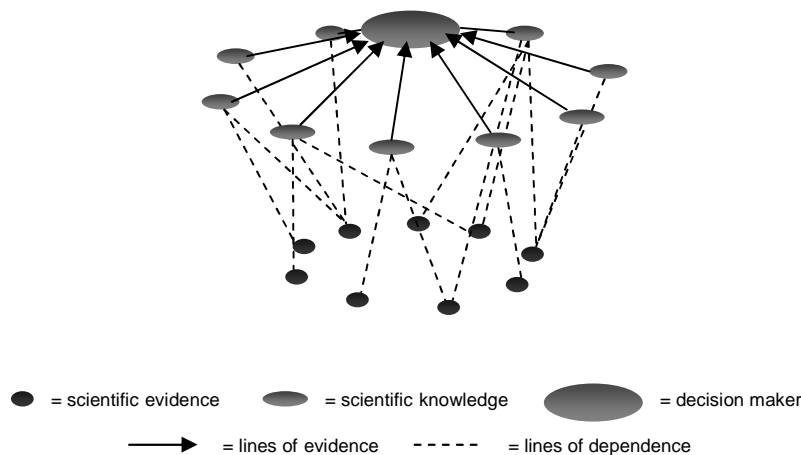 = scientific evidence = scientific knowledge = decision maker
= lines of evidence = lines of dependence